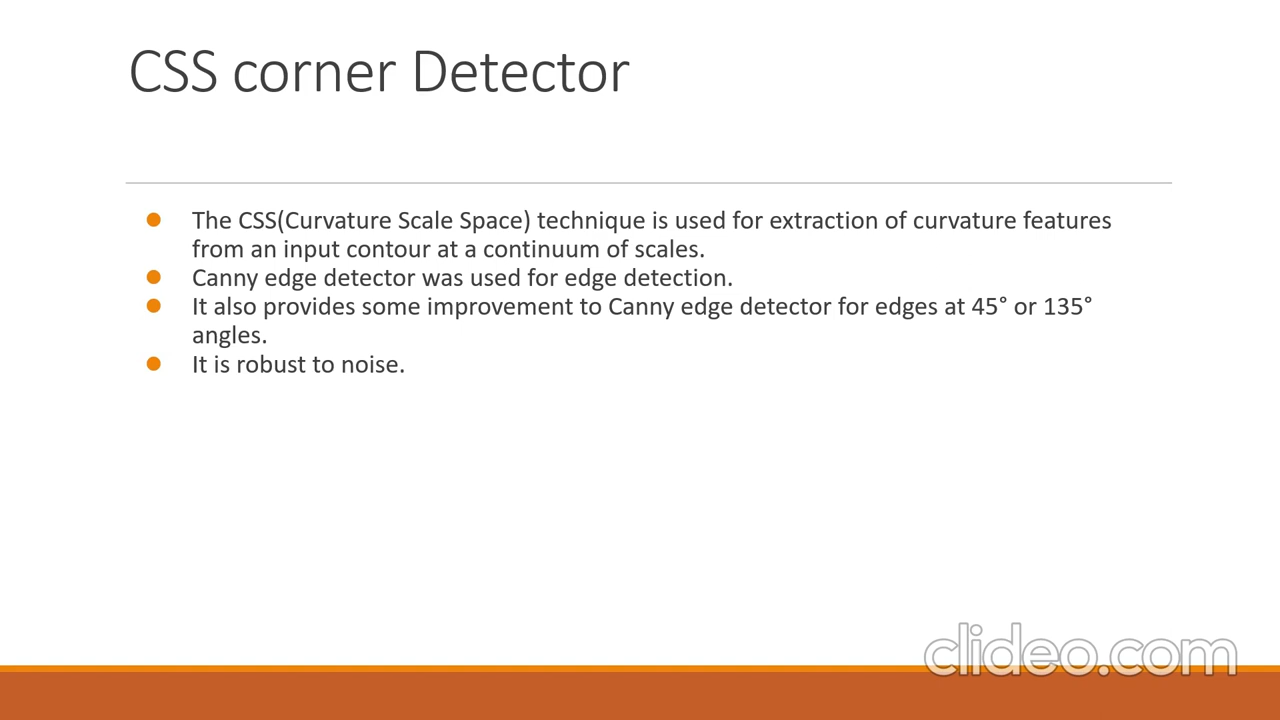 CSS corner Detector
The CSS(Curvature Scale Space) technique is used for extraction of curvature features
from an input contour at a continuum of scales.
Canny edge detector was used for edge detection.
It also provides some improvement to Canny edge detector for edges at 45° or 135°
angles.
It is robust to noise.
clideo.com